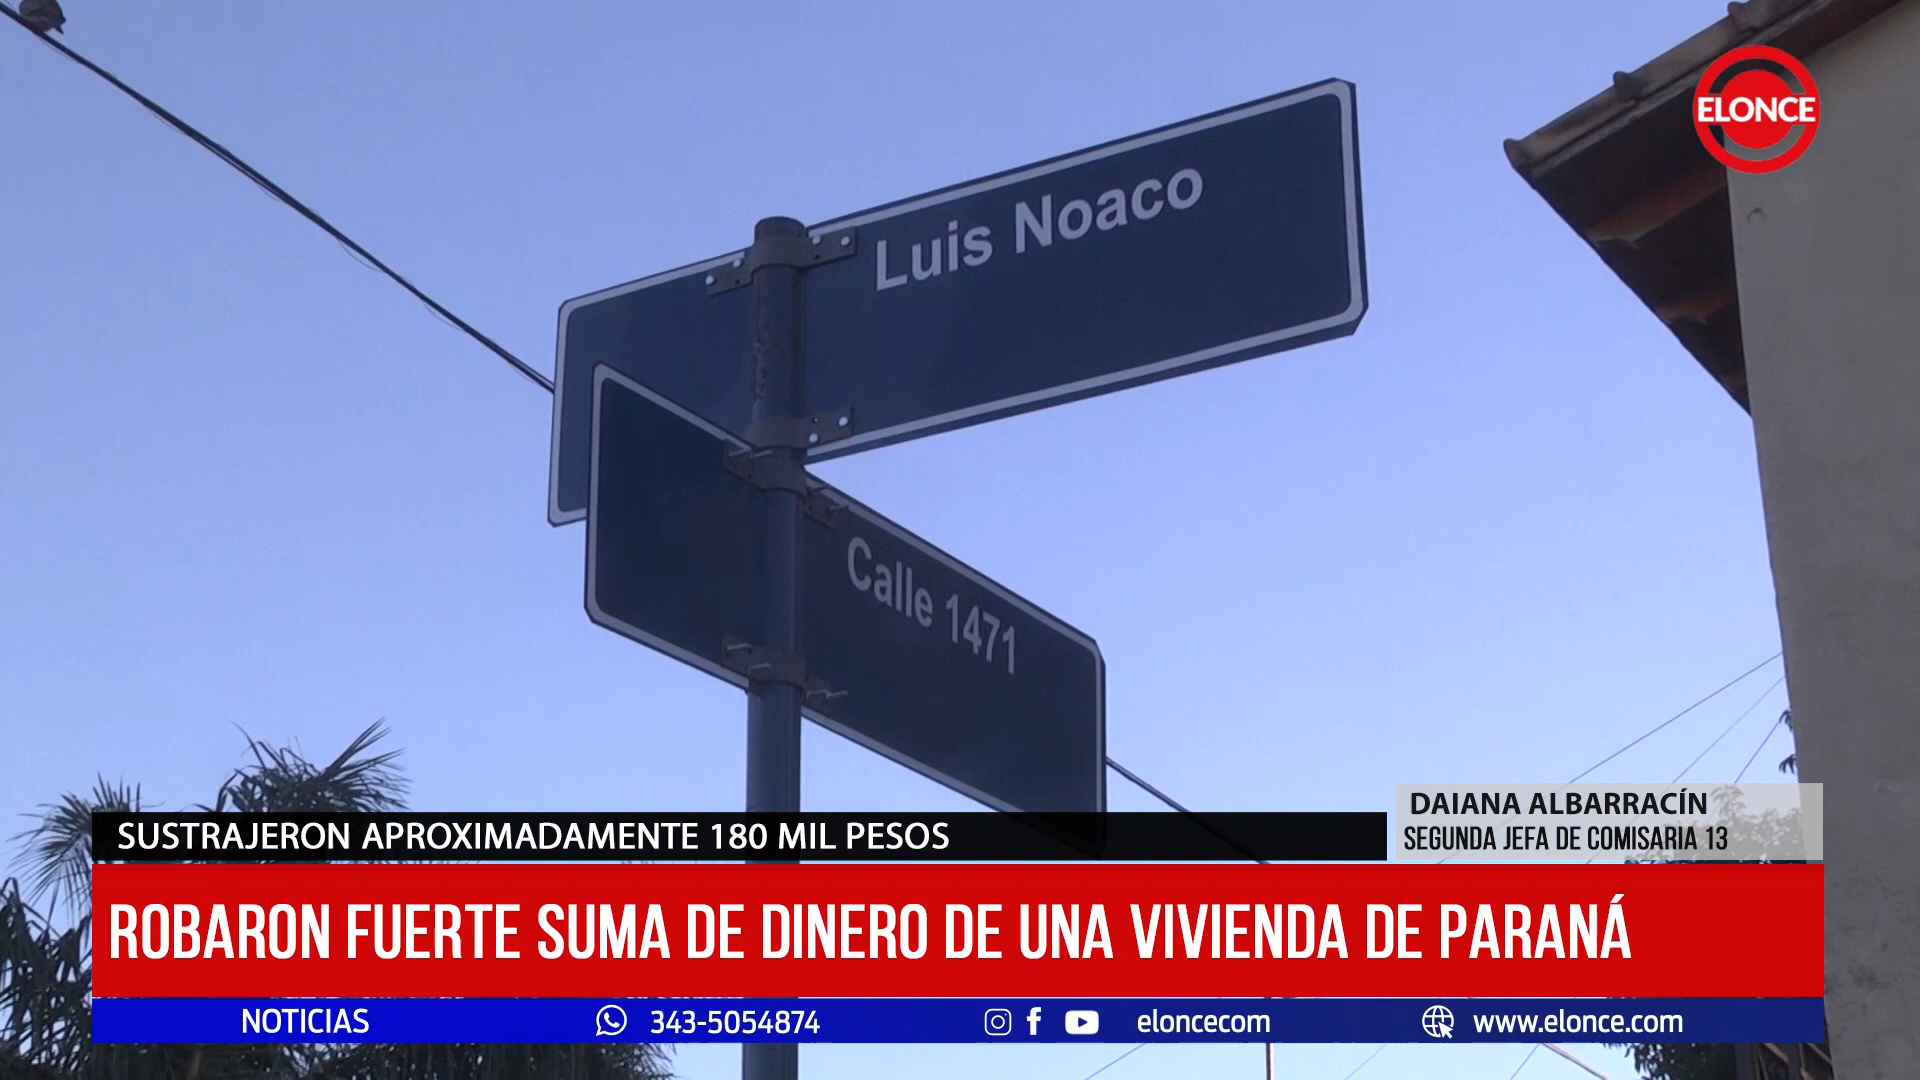 ELONCE
Luis Noaco
Calle 1471
DAIANA ALBARRACÍN
SEGUNDA JEFA DE COMISARIA 13
SUSTRAJERON APROXIMADAMENTE 180 MIL PESOS
ROBARON FUERTE SUMA DE DINERO DE UNA VIVIENDA DE PARANÁ
NOTICIAS 343-5054874 eloncecom www.elonce.com